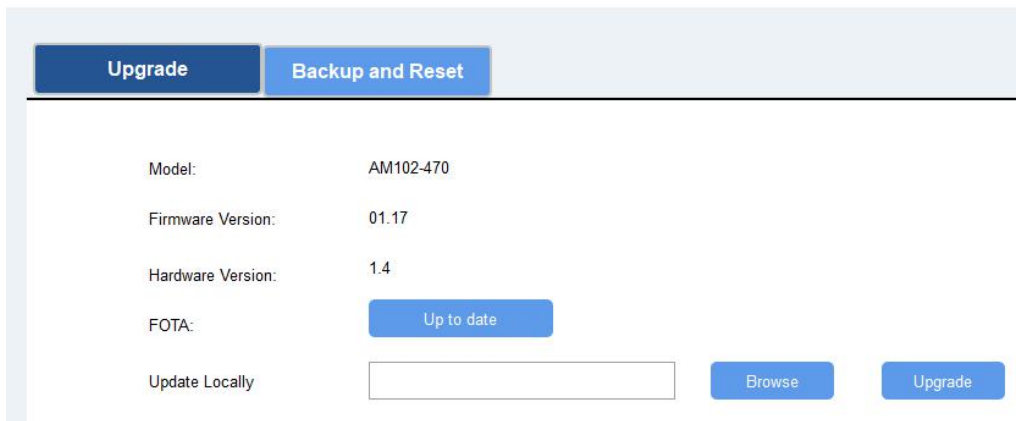 Upgrade Backup and Reset
Model: AM102-470
Firmware Version: 01.17
Hardware Version: 1.4
FOTA: Up to date
Update Locally Browse Upgrade